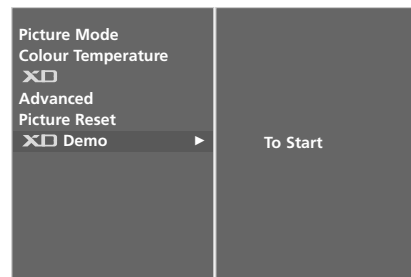 Picture Mode
Colour Temperature
XD
Advanced
Picture Reset
XD Demo ►
To Start